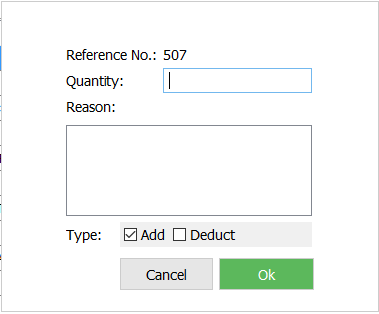 Reference No.: 507
Quantity:
Reason:
Type: Add Deduct
Cancel Ok